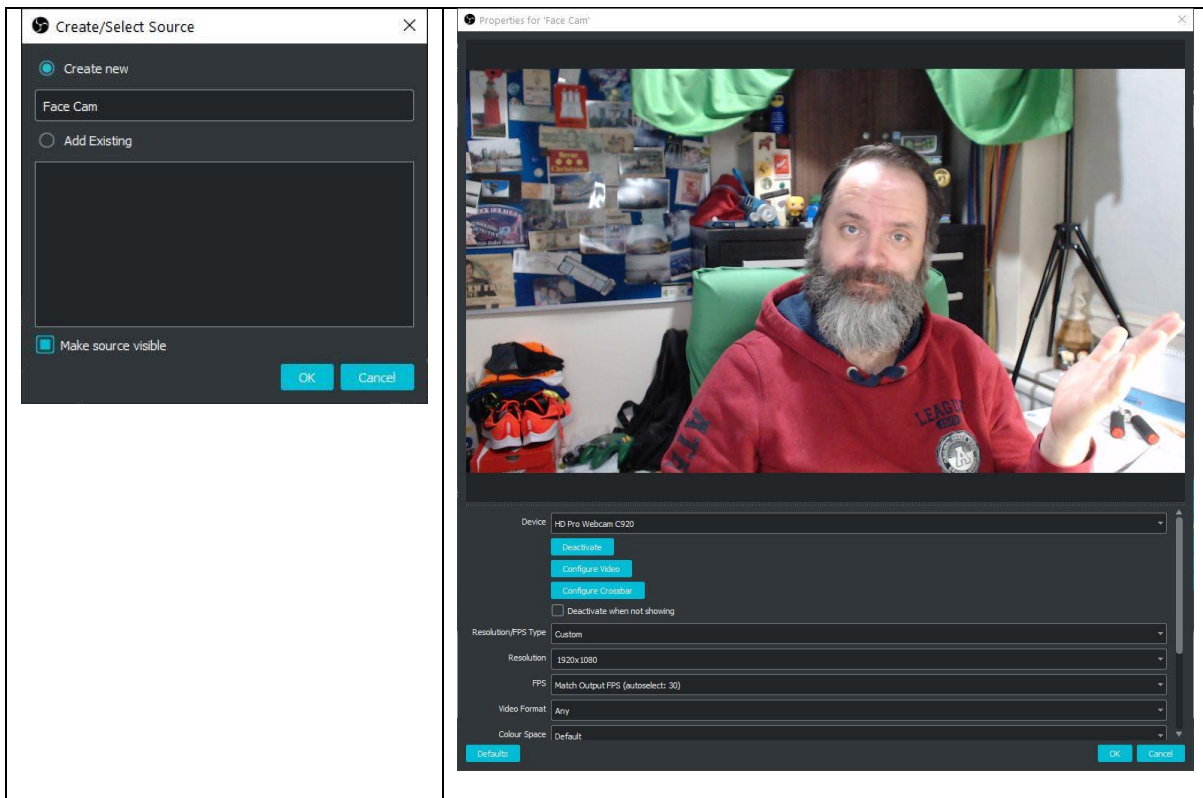 Create/Select Source
Create new
Face Cam
Add Existing
Make source visible
OK Cancel
Properties for 'Face Cam'
LEAGUE
A
Device HD Pro Webcam C920
Deactivate
Configure Video
Configure Crossbar
Deactivate when not showing
Resolution/FPS Type Custom
Resolution 1920x1080
FPS Match Output FPS (autoselect: 30)
Video Format Any
Colour Space Default
Defaults OK Cancel